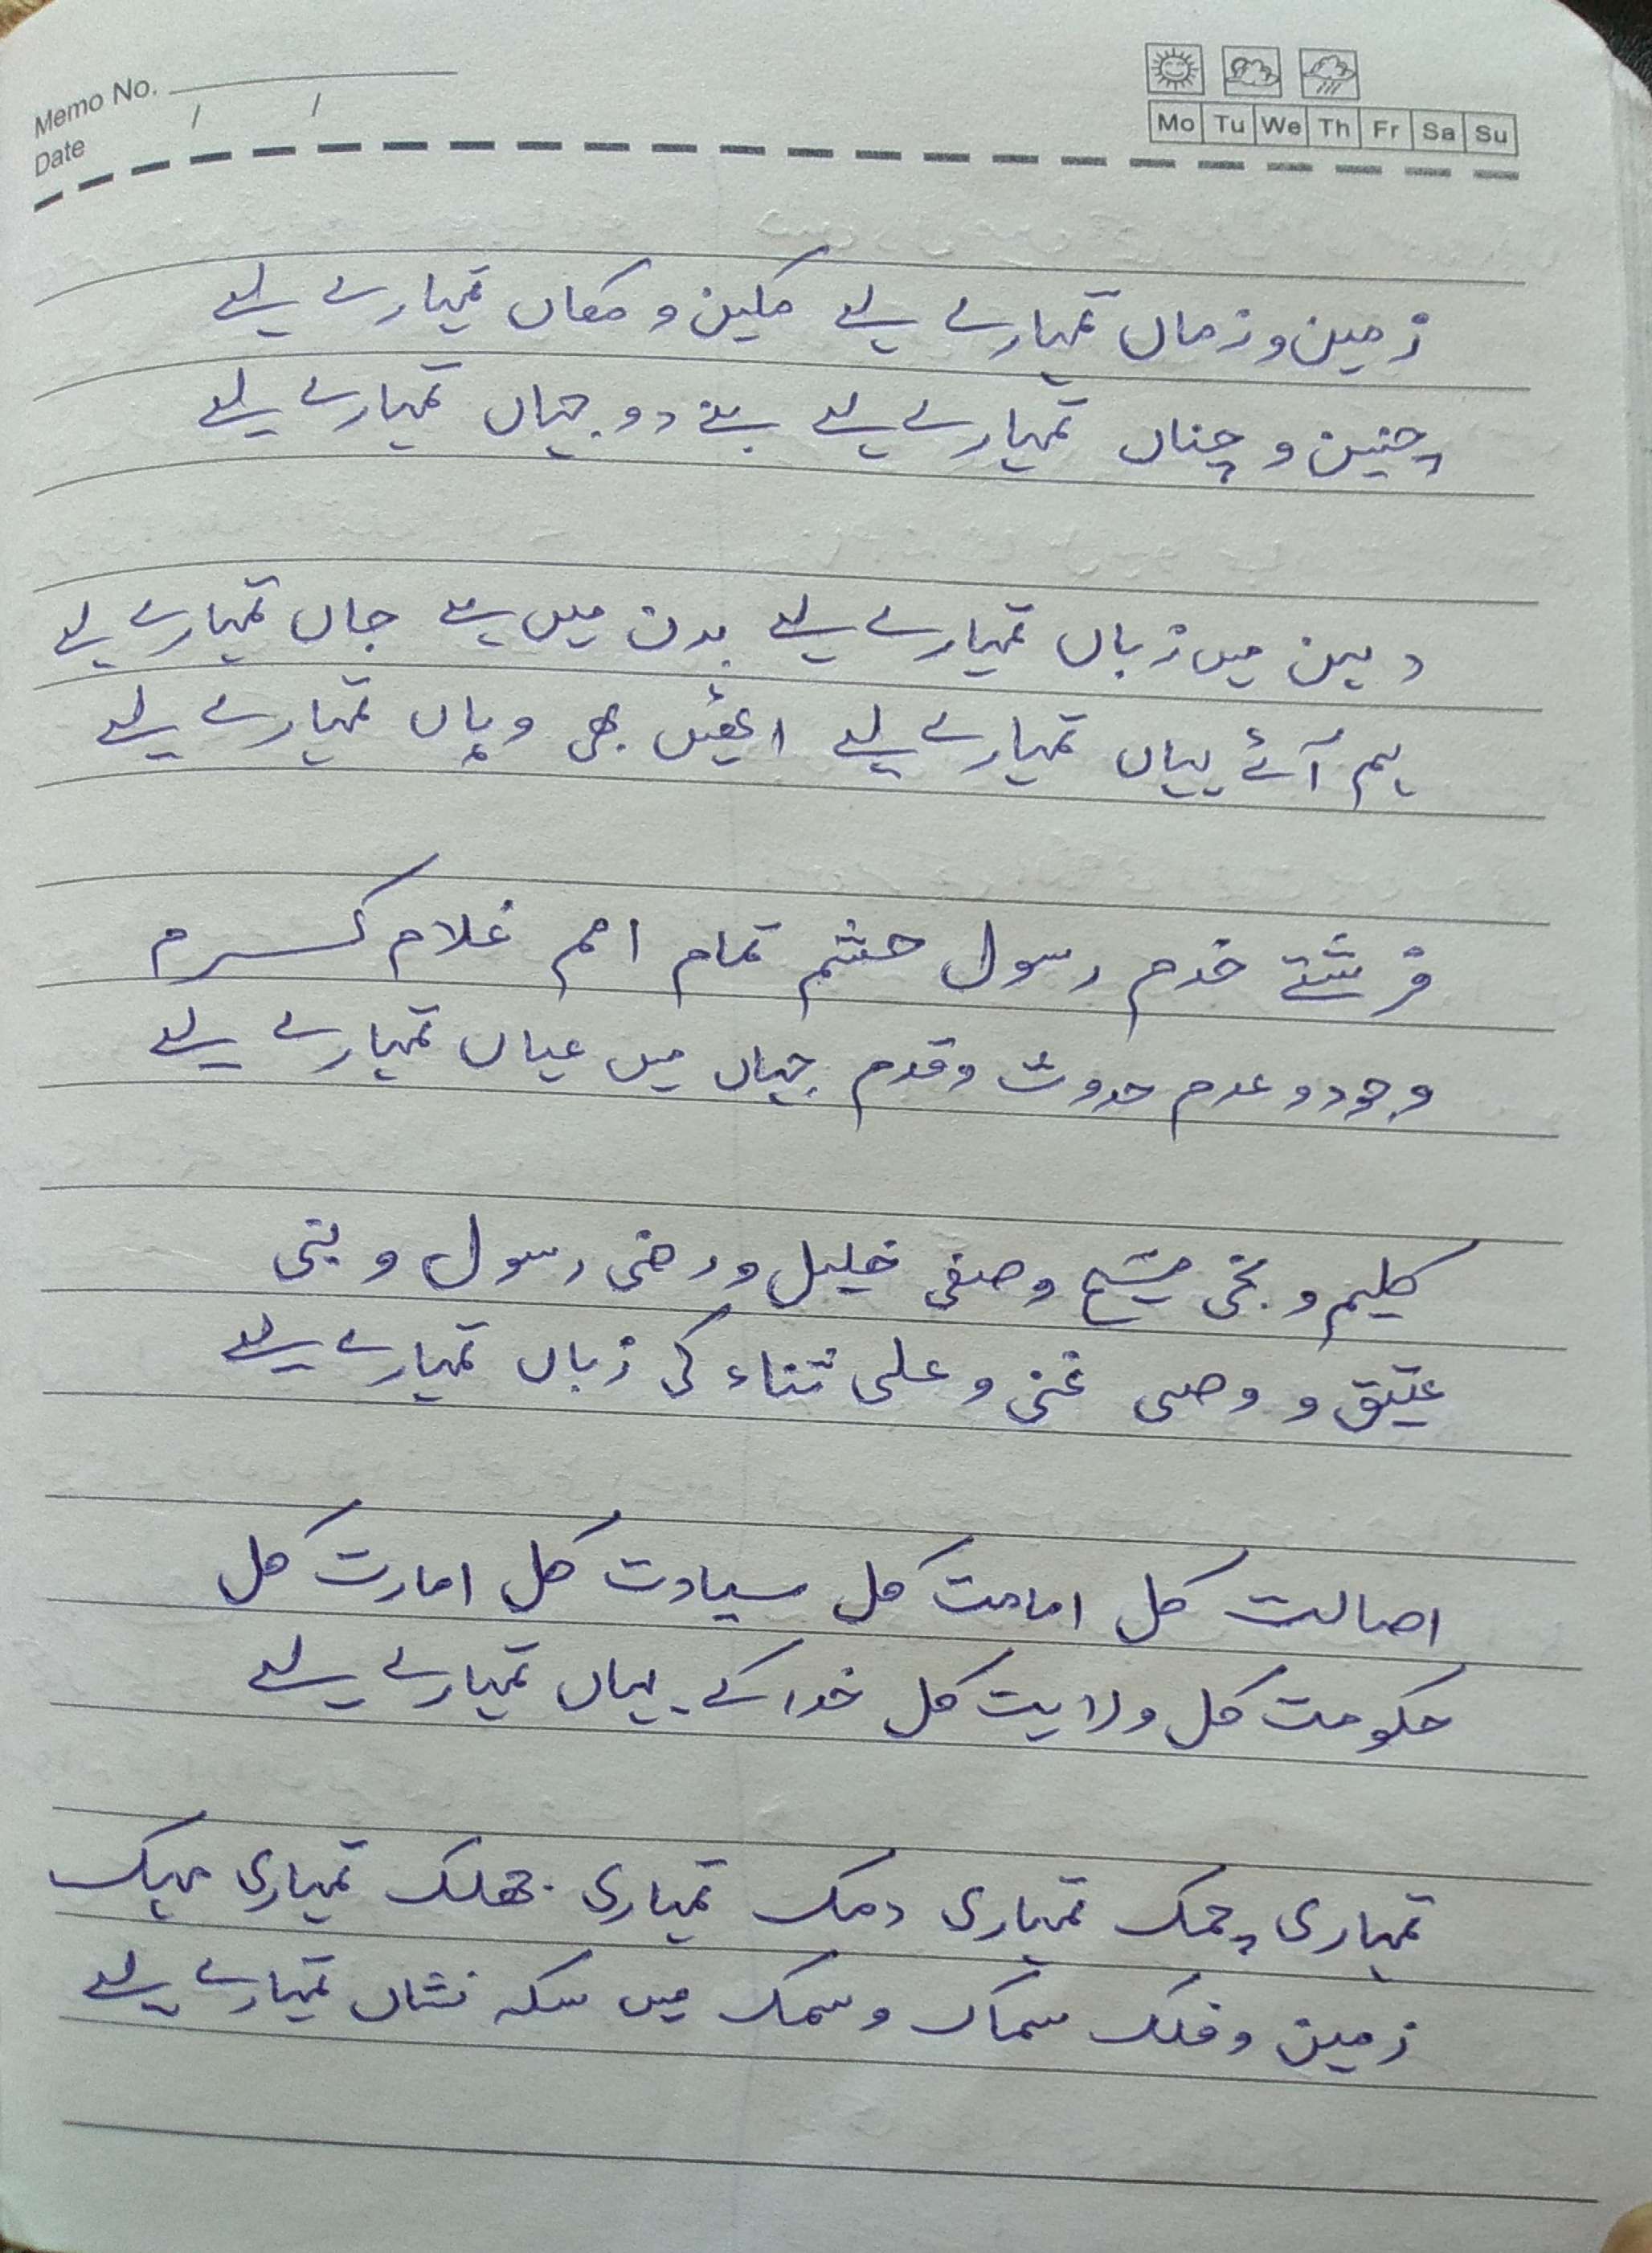 Memo No.
Date / /
Mo Tu We Th Fr Sa Su
زمین و زماں تمہارے لیے مکین و مکاں تمہارے لیے
چنین و چناں تمہارے لیے بنے دو جہاں تمہارے لیے
دہن میں زباں تمہارے لیے بدن میں ہے جاں تمہارے لیے
ہم آئے یہاں تمہارے لیے اٹھیں بھی وہاں تمہارے لیے
فرشتے خدم رسول حشم تمام امم غلام کرم
وجود و عدم حدوث و قدم جہاں میں عیاں تمہارے لیے
کلیم و نجی مسیح و صفی خلیل و رضی رسول و نبی
عتیق و وصی غنی و علی ثناء کی زباں تمہارے لیے
اصالت کل امامت کل سیادت کل امارت کل
حکومت کل ولایت کل خدا کے یہاں تمہارے لیے
تمہاری چمک تمہاری دمک تمہاری جھلک تمہاری مہک
زمین و فلک سماک و سمک میں سکہ نشاں تمہارے لیے